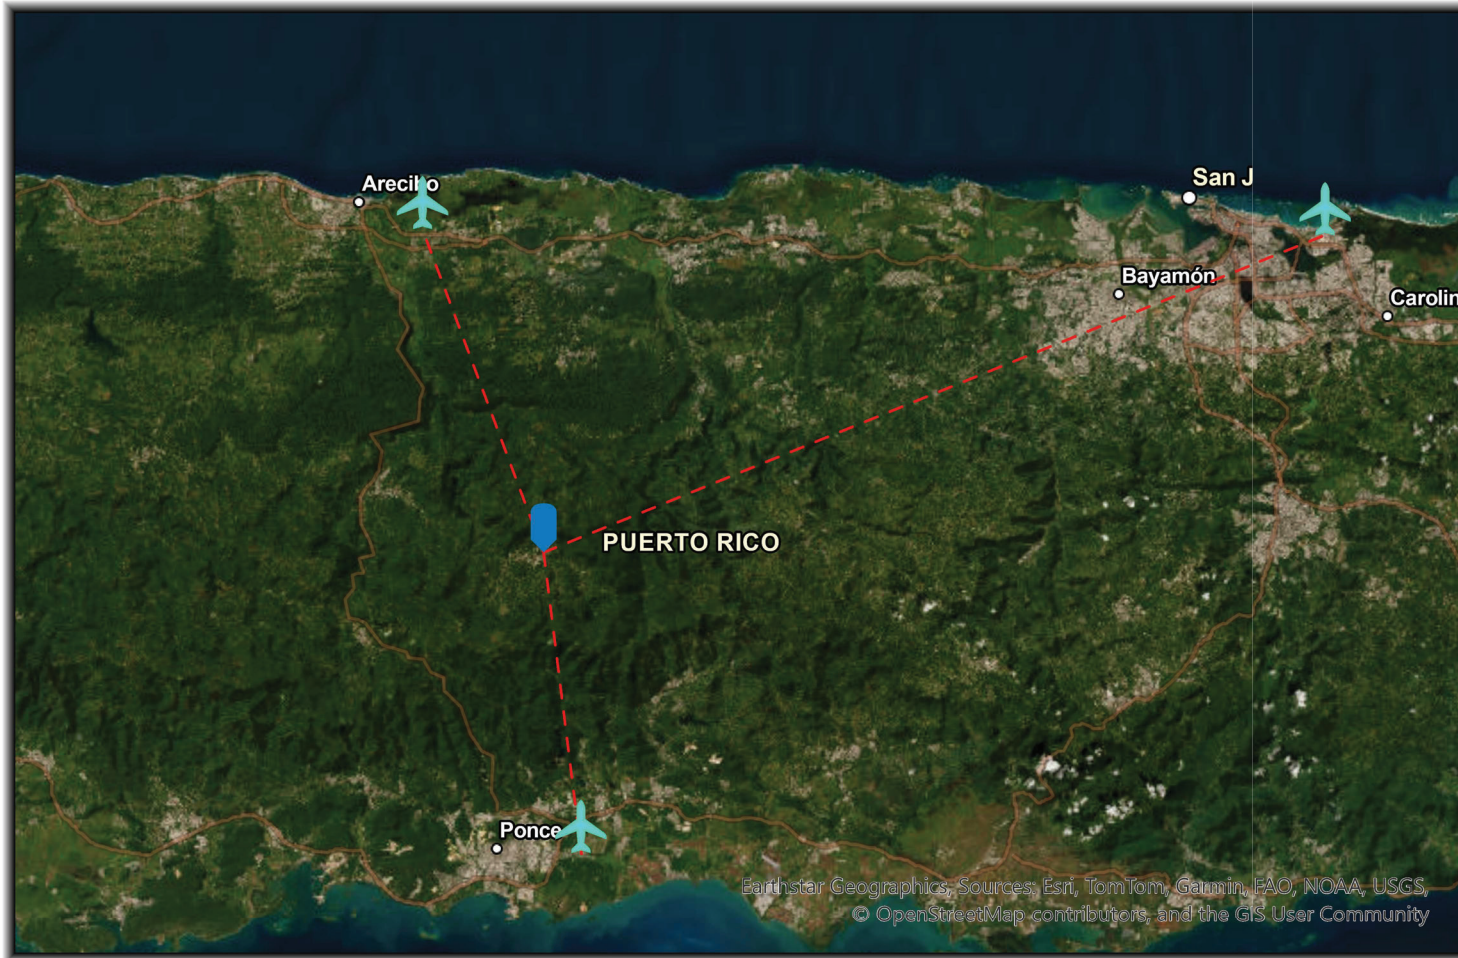 Arecibo
San J
Bayamón
Carolin
PUERTO RICO
Ponce
Earthstar Geographics, Sources: Esri, TomTom, Garmin, FAO, NOAA, USGS,
© OpenStreetMap contributors, and the GIS User Community